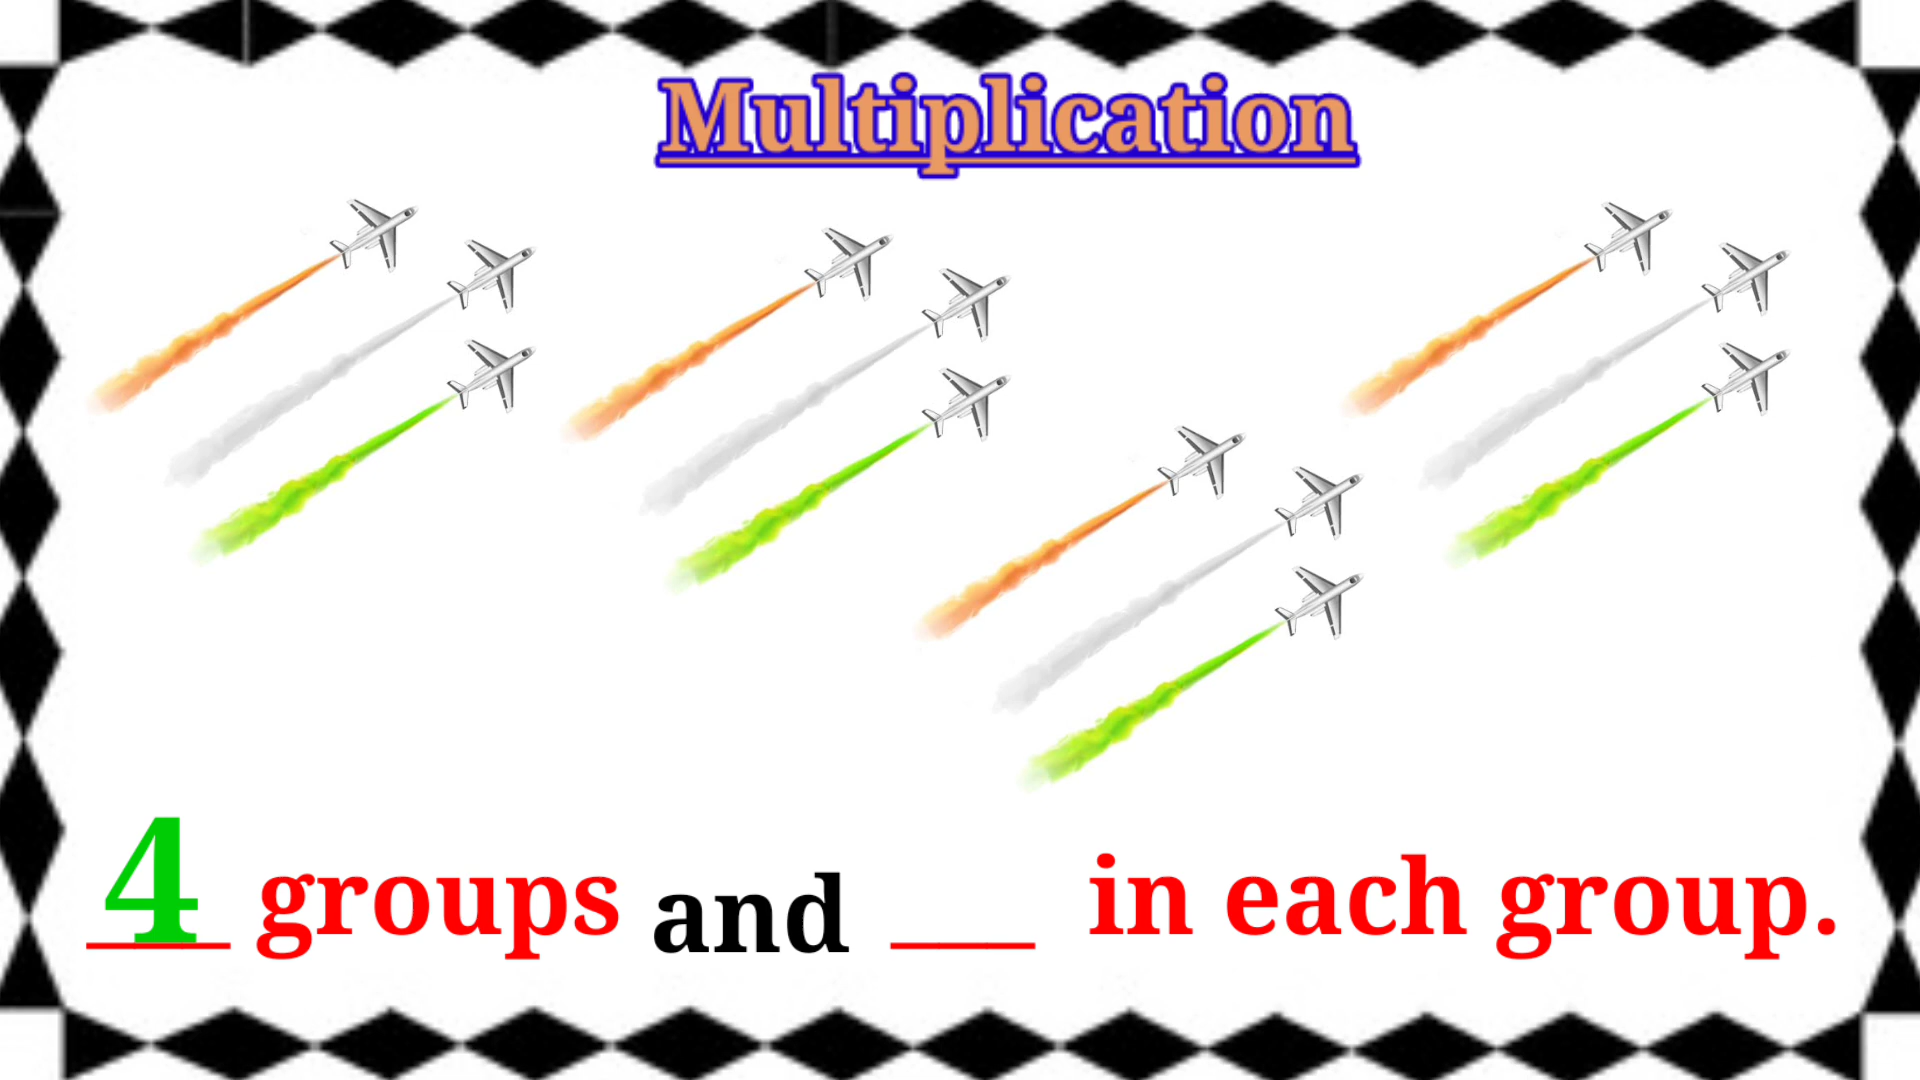 Multiplication
4 groups and ___ in each group.